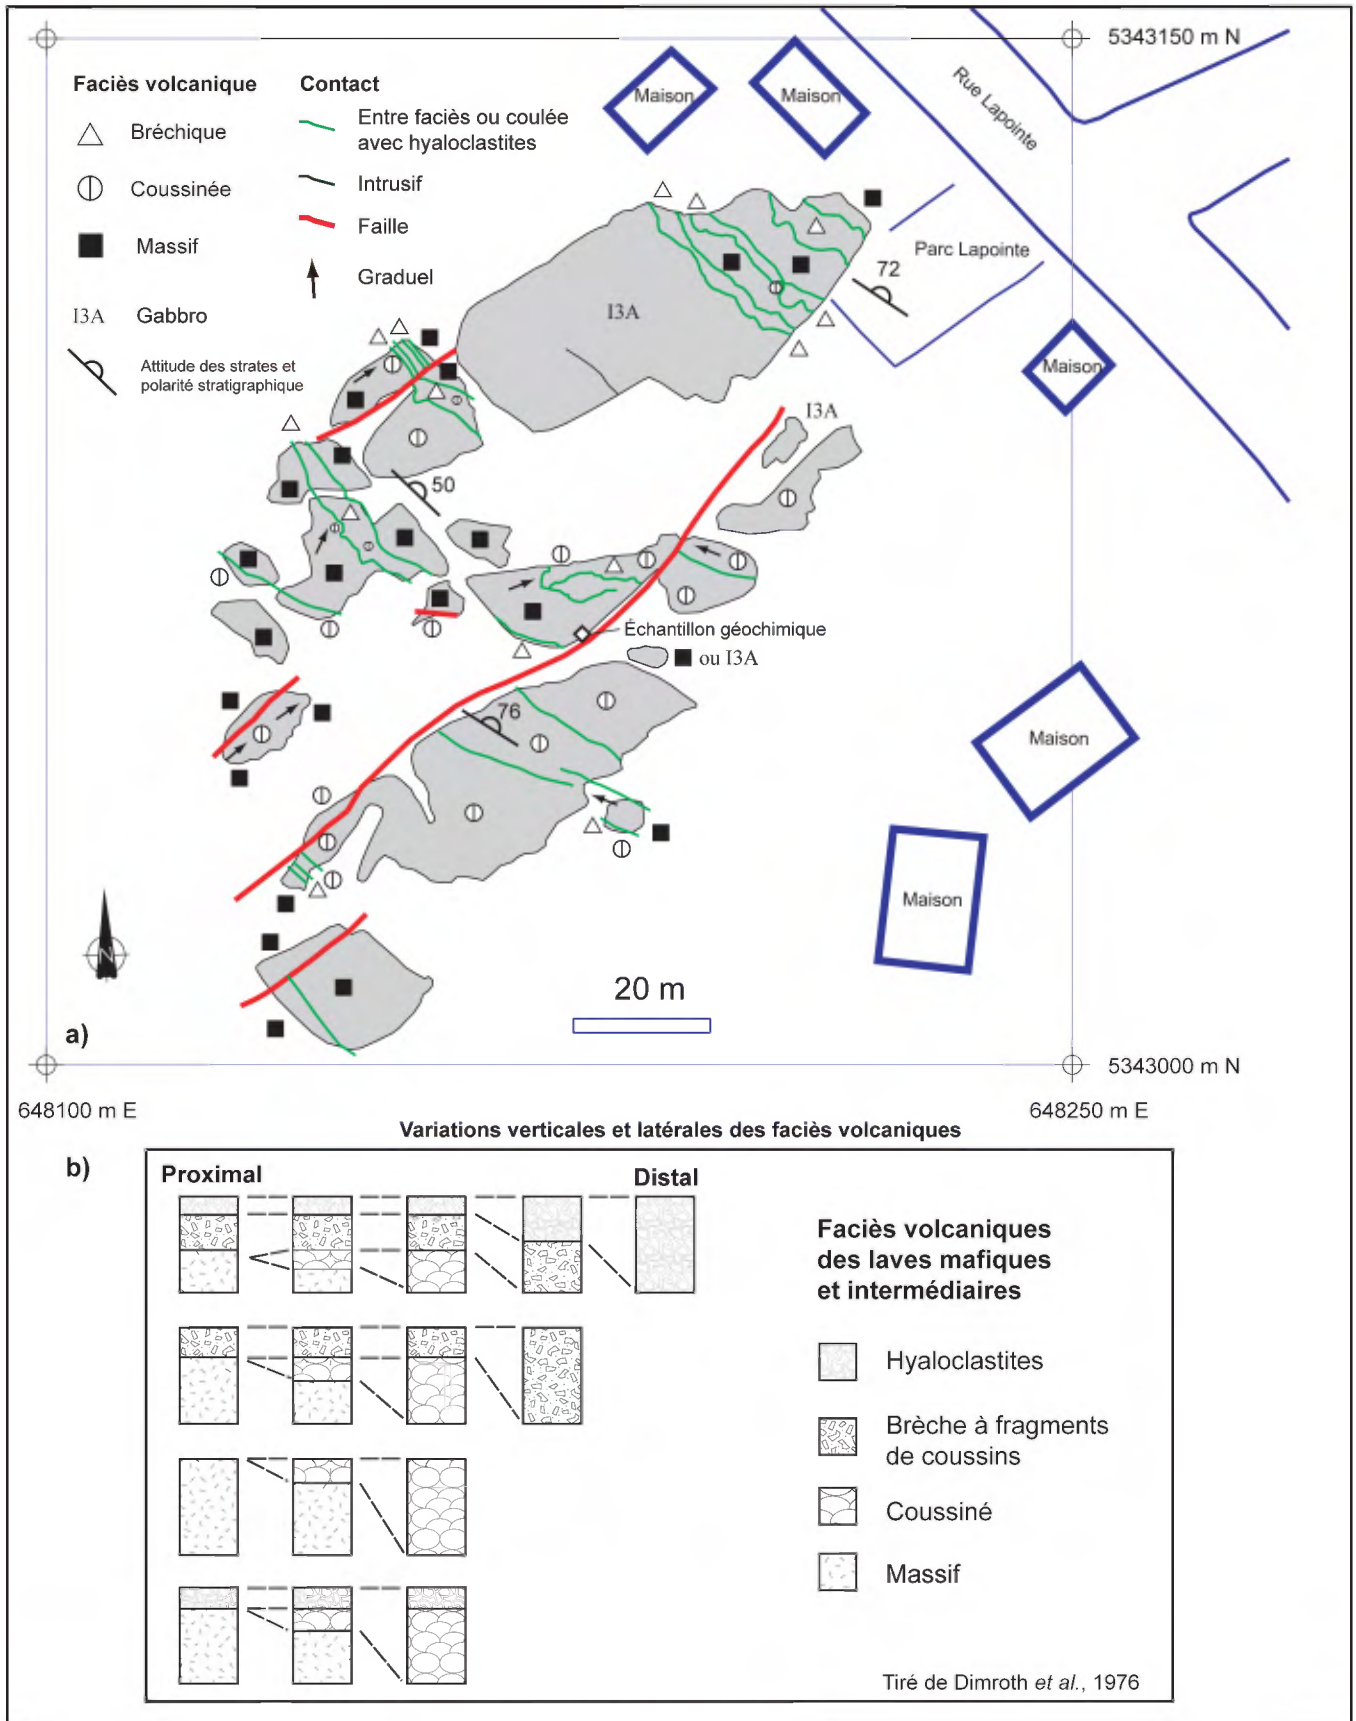 5343150 m N
Faciès volcanique
Contact
Bréchique
Entre faciès ou coulée
avec hyaloclastites
Coussinée
Intrusif
Massif
Faille
Graduel
I3A
Gabbro
Attitude des strates et
polarité stratigraphique
Maison
Maison
Rue Lapointe
Parc Lapointe
72
I3A
Maison
I3A
50
Échantillon géochimique
ou I3A
76
Maison
Maison
N
20 m
a)
5343000 m N
648100 m E
648250 m E
Variations verticales et latérales des faciès volcaniques
b)
Proximal
Distal
Faciès volcaniques
des laves mafiques
et intermédiaires
Hyaloclastites
Brèche à fragments
de coussins
Coussiné
Massif
Tiré de Dimroth et al., 1976